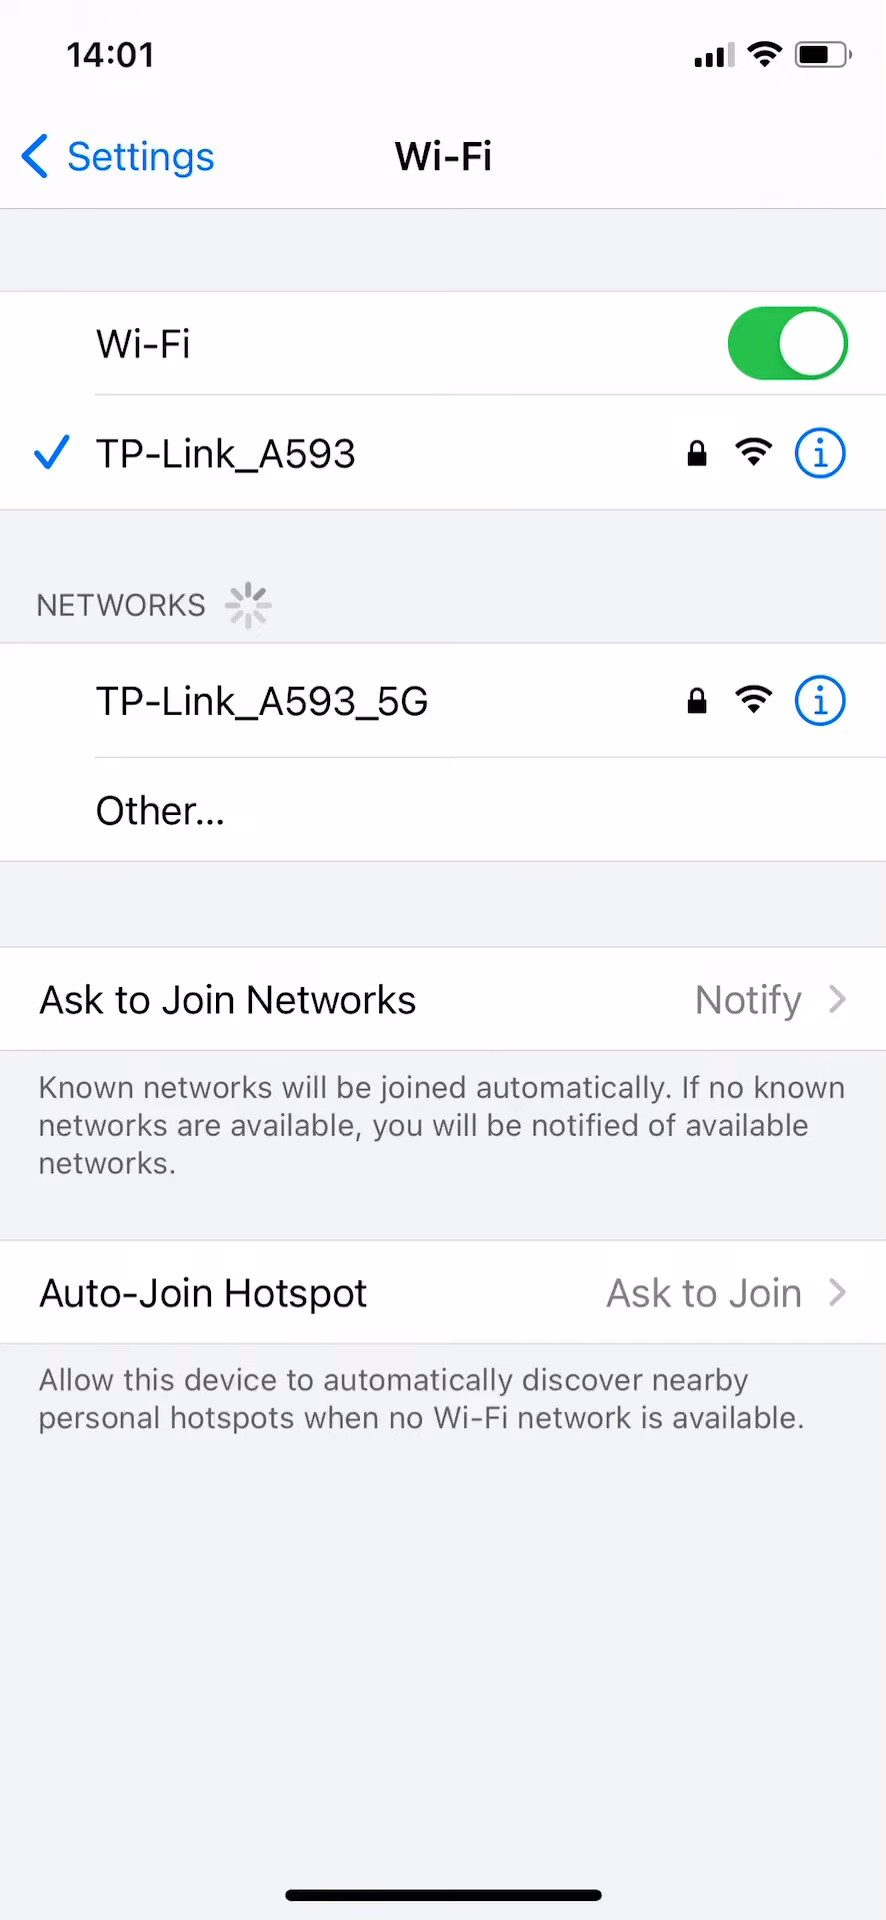 14:01
Settings
Wi-Fi
Wi-Fi
TP-Link_A593
NETWORKS
TP-Link_A593_5G
Other...
Ask to Join Networks Notify
Known networks will be joined automatically. If no known
networks are available, you will be notified of available
networks.
Auto-Join Hotspot Ask to Join
Allow this device to automatically discover nearby
personal hotspots when no Wi-Fi network is available.